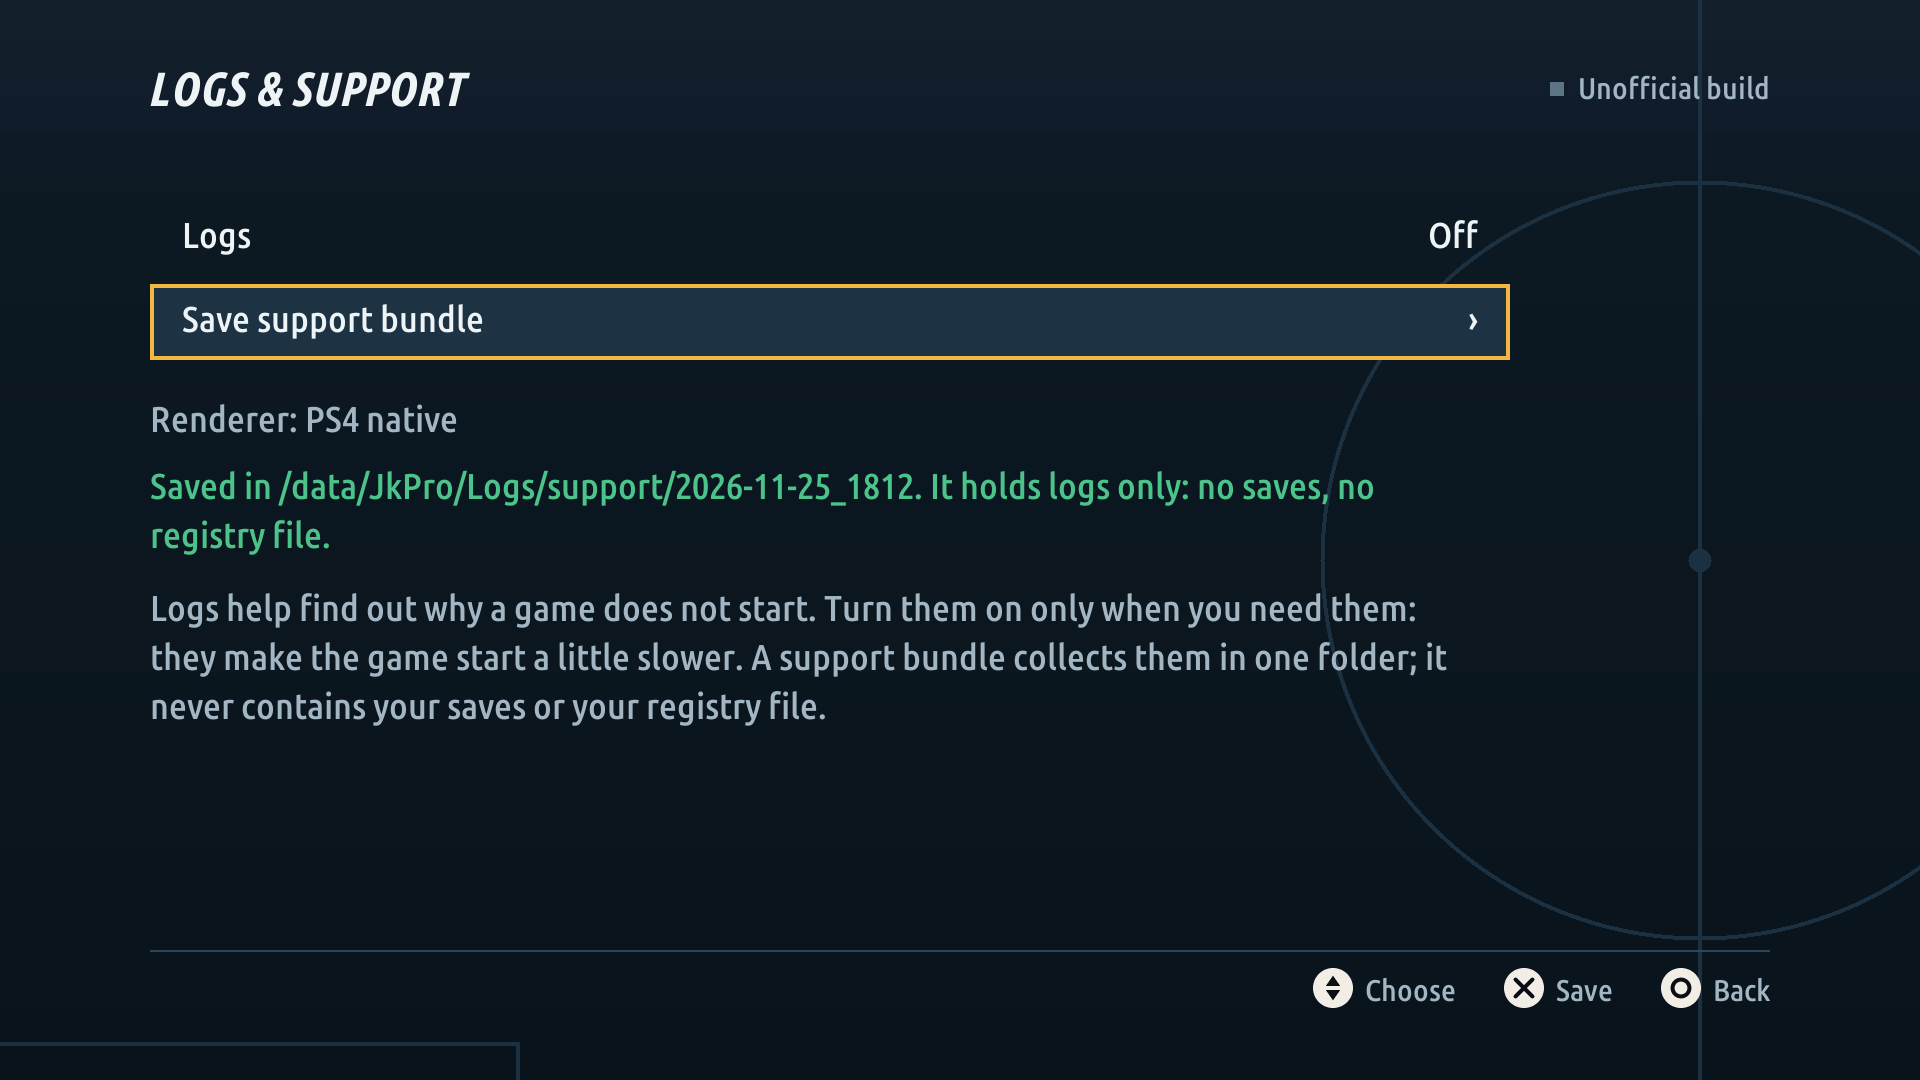 LOGS & SUPPORT
Unofficial build
Logs
Off
Save support bundle
Renderer: PS4 native
Saved in /data/JkPro/Logs/support/2026-11-25_1812. It holds logs only: no saves, no
registry file.
Logs help find out why a game does not start. Turn them on only when you need them:
they make the game start a little slower. A support bundle collects them in one folder; it
never contains your saves or your registry file.
Choose
Save
Back